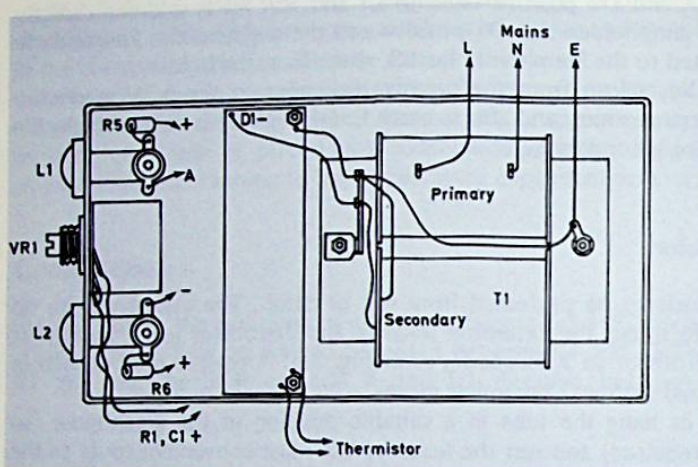 Mains
L N E
R5 + D1-
L1
A
Primary
VR1
-
T1
L2
Secondary
+
R6
R1, C1 +
Thermistor